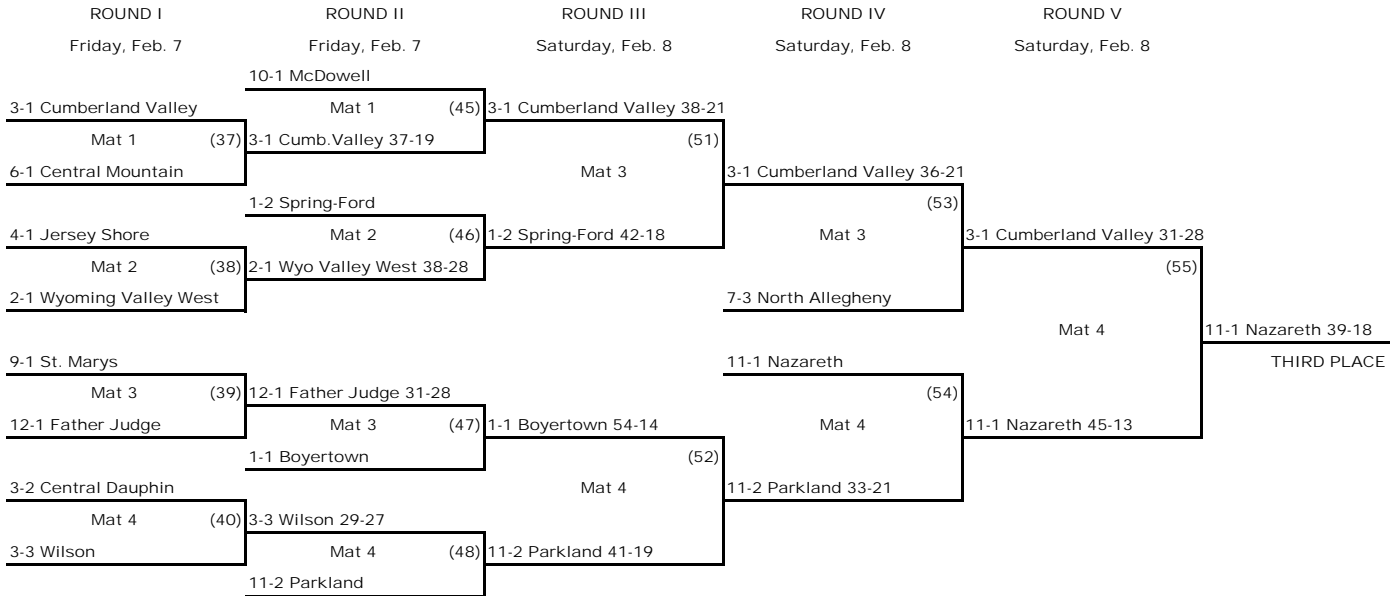 ROUND I ROUND II ROUND III ROUND IV ROUND V
Friday, Feb. 7 Friday, Feb. 7 Saturday, Feb. 8 Saturday, Feb. 8 Saturday, Feb. 8
10-1 McDowell
3-1 Cumberland Valley Mat 1 (45) 3-1 Cumberland Valley 38-21
Mat 1 (37) 3-1 Cumb.Valley 37-19 (51)
6-1 Central Mountain Mat 3 3-1 Cumberland Valley 36-21
1-2 Spring-Ford (53)
4-1 Jersey Shore Mat 2 (46) 1-2 Spring-Ford 42-18 Mat 3 3-1 Cumberland Valley 31-28
Mat 2 (38) 2-1 Wyo Valley West 38-28 (55)
2-1 Wyoming Valley West 7-3 North Allegheny
Mat 4 11-1 Nazareth 39-18
9-1 St. Marys 11-1 Nazareth THIRD PLACE
Mat 3 (39) 12-1 Father Judge 31-28 (54)
12-1 Father Judge Mat 3 (47) 1-1 Boyertown 54-14 Mat 4 11-1 Nazareth 45-13
1-1 Boyertown (52)
3-2 Central Dauphin Mat 4 11-2 Parkland 33-21
Mat 4 (40) 3-3 Wilson 29-27
3-3 Wilson Mat 4 (48) 11-2 Parkland 41-19
11-2 Parkland